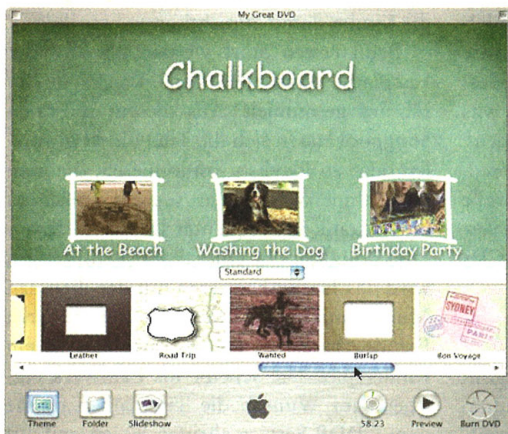 My Great DVD
Chalkboard
At the Beach Washing the Dog Birthday Party
Standard
SYDNEY
PARIS
Leather Road Trip Wanted Burlap Bon Voyage
Theme Folder Slideshow 58.23 Preview Burn DVD